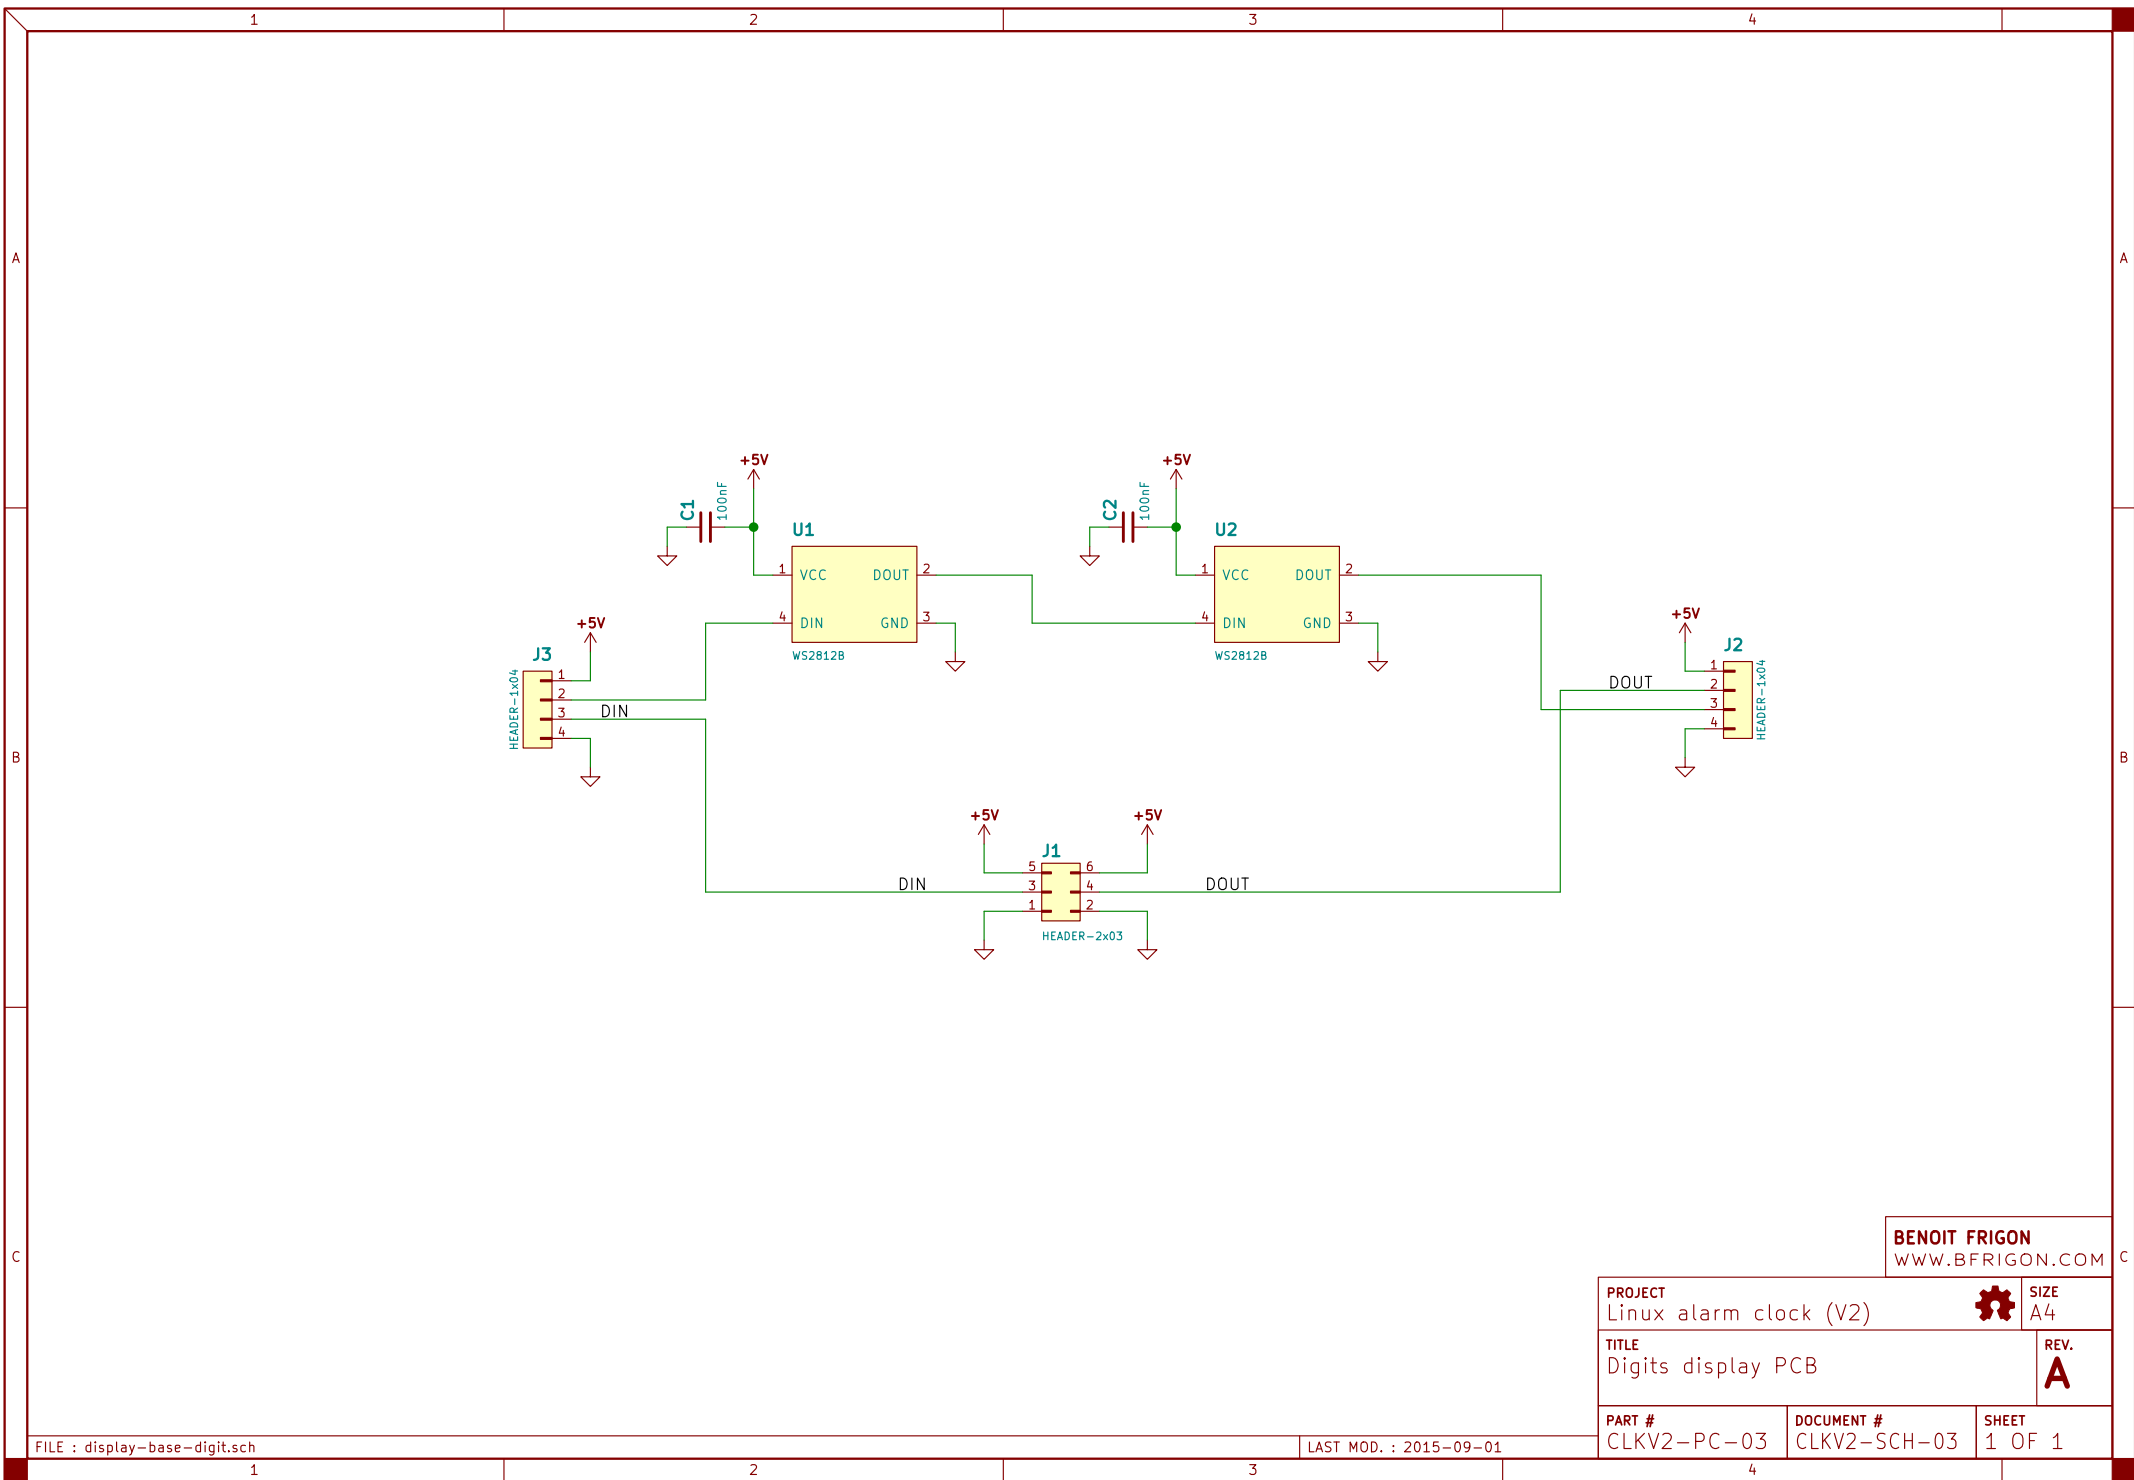 1 2 3 4
A A
+5V +5V
C1 100nF C2 100nF
U1 U2
1 VCC DOUT 2 1 VCC DOUT 2
4 DIN GND 3 4 DIN GND 3
WS2812B WS2812B
+5V +5V
J3 J2
HEADER-1x04 HEADER-1x04
1 1
2 DOUT 2
3 DIN 3
4 4
B B
+5V +5V
J1
5 6
DIN 3 4 DOUT
1 2
HEADER-2x03
BENOIT FRIGON
C WWW.BFRIGON.COM C
PROJECT SIZE
Linux alarm clock (V2) A4
TITLE REV.
Digits display PCB A
PART # DOCUMENT # SHEET
CLKV2-PC-03 CLKV2-SCH-03 1 OF 1
FILE : display-base-digit.sch LAST MOD. : 2015-09-01
1 2 3 4